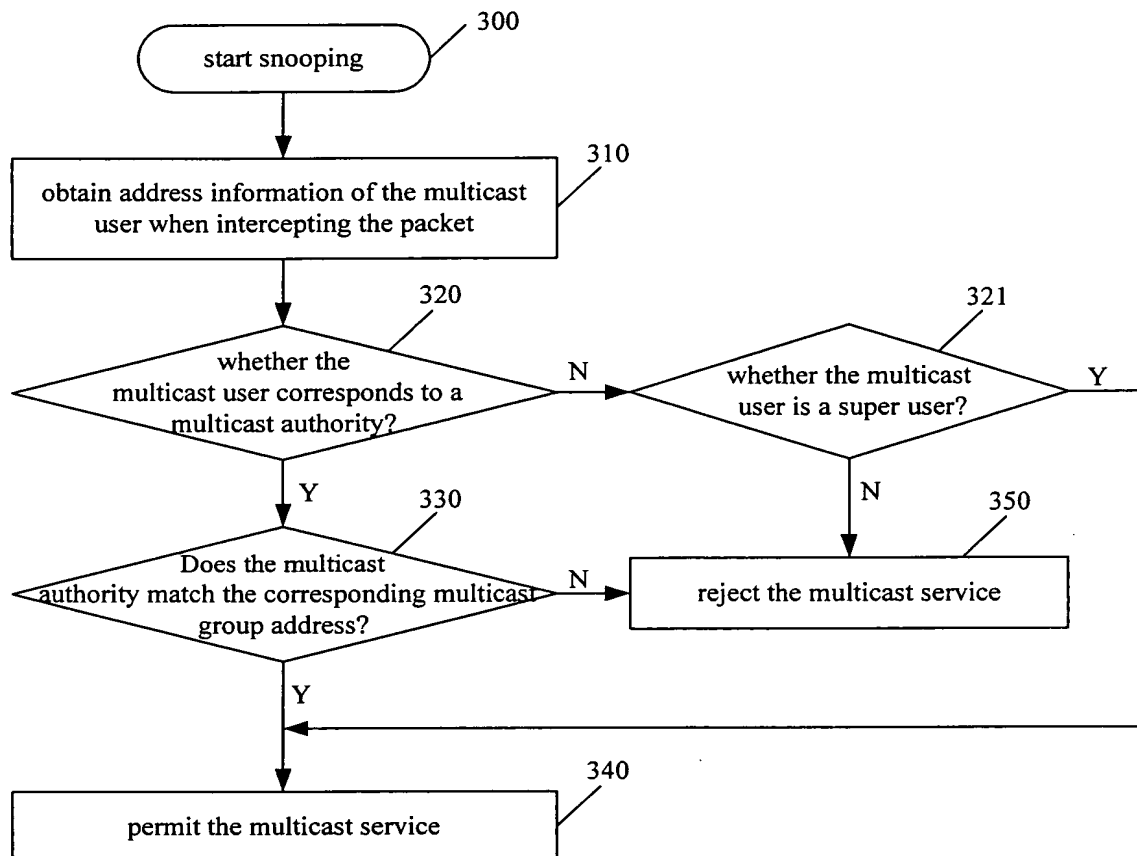 300
start snooping
310
obtain address information of the multicast
user when intercepting the packet
320
321
whether the
multicast user corresponds to a
multicast authority?
N
whether the multicast
user is a super user?
Y
Y
N
330
350
Does the multicast
authority match the corresponding multicast
group address?
N
reject the multicast service
Y
340
permit the multicast service